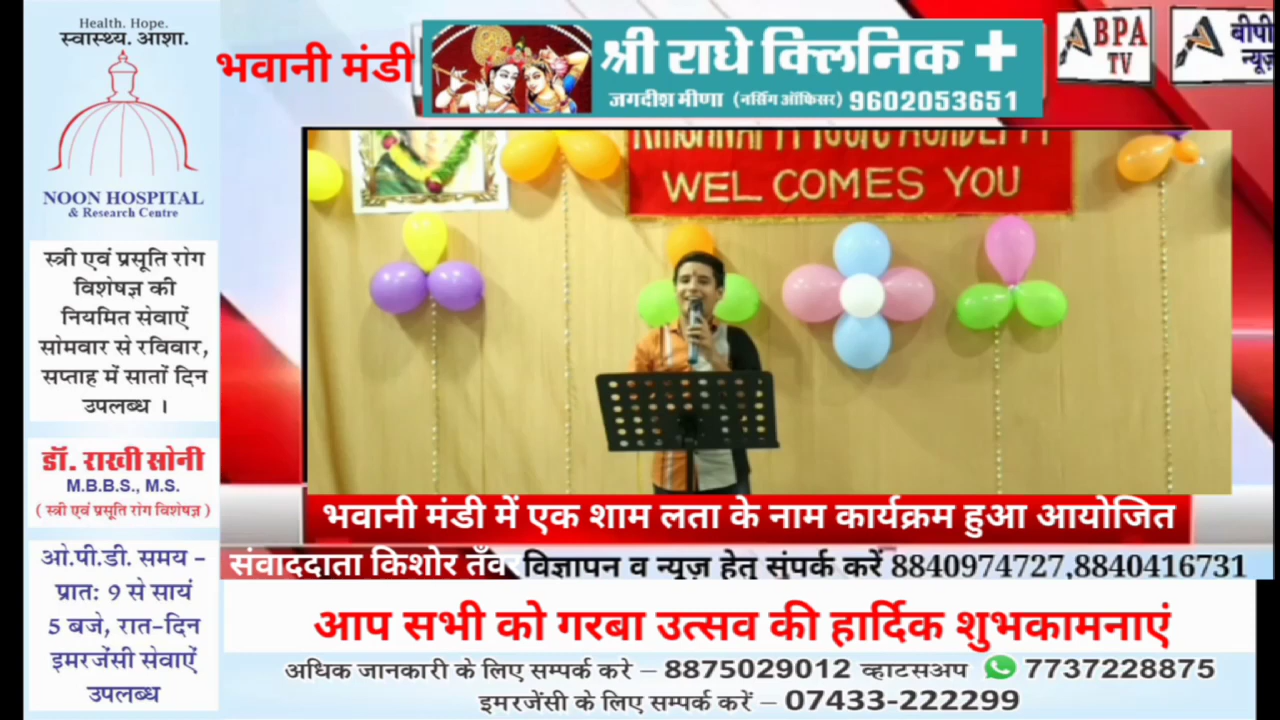 Health. Hope.
स्वास्थ्य. आशा.
NOON HOSPITAL
& Research Centre
स्त्री एवं प्रसूति रोग
विशेषज्ञ की
नियमित सेवाऐं
सोमवार से रविवार,
सप्ताह में सातों दिन
उपलब्ध ।
डॉ. राखी सोनी
M.B.B.S., M.S.
( स्त्री एवं प्रसूति रोग विशेषज्ञ )
ओ.पी.डी. समय –
प्रात: 9 से सायं
5 बजे, रात–दिन
इमरजेंसी सेवाऐं
उपलब्ध
भवानी मंडी
श्री राधे क्लिनिक +
जगदीश मीणा (नर्सिंग ऑफिसर) 9602053651
ABPA
TV
बीपी
न्यूज़
WEL COMES YOU
भवानी मंडी में एक शाम लता के नाम कार्यक्रम हुआ आयोजित
संवाददाता किशोर तँवर विज्ञापन व न्यूज़ हेतु संपर्क करें 8840974727,8840416731
आप सभी को गरबा उत्सव की हार्दिक शुभकामनाएं
अधिक जानकारी के लिए सम्पर्क करे – 8875029012 व्हाटसअप 7737228875
इमरजेंसी के लिए सम्पर्क करें – 07433-222299